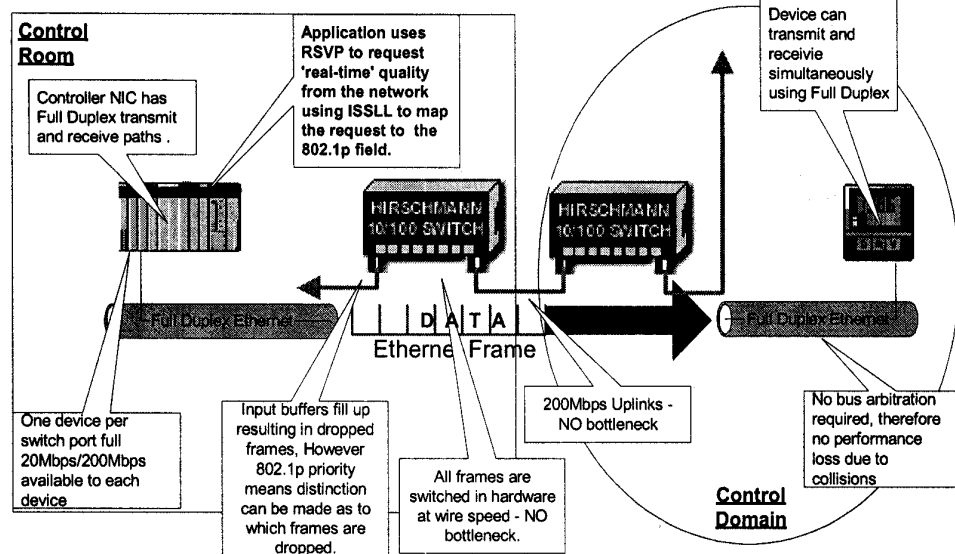 Control
Room
Controller NIC has
Full Duplex transmit
and receive paths .
Application uses
RSVP to request
'real-time' quality
from the network
using ISSLL to map
the request to the
802.1p field.
Device can
transmit and
receivie
simultaneously
using Full Duplex
HIRSCHMANN
10/100 SWITCH
HIRSCHMANN
10/100 SWITCH
Full Duplex Ethernet
D A T A
Ethernet Frame
Full Duplex Ethernet
One device per
switch port full
20Mbps/200Mbps
available to each
device
Input buffers fill up
resulting in dropped
frames, However
802.1p priority
means distinction
can be made as to
which frames are
dropped.
All frames are
switched in hardware
at wire speed - NO
bottleneck.
200Mbps Uplinks -
NO bottleneck
Control
Domain
No bus arbitration
required, therefore
no performance
loss due to
collisions